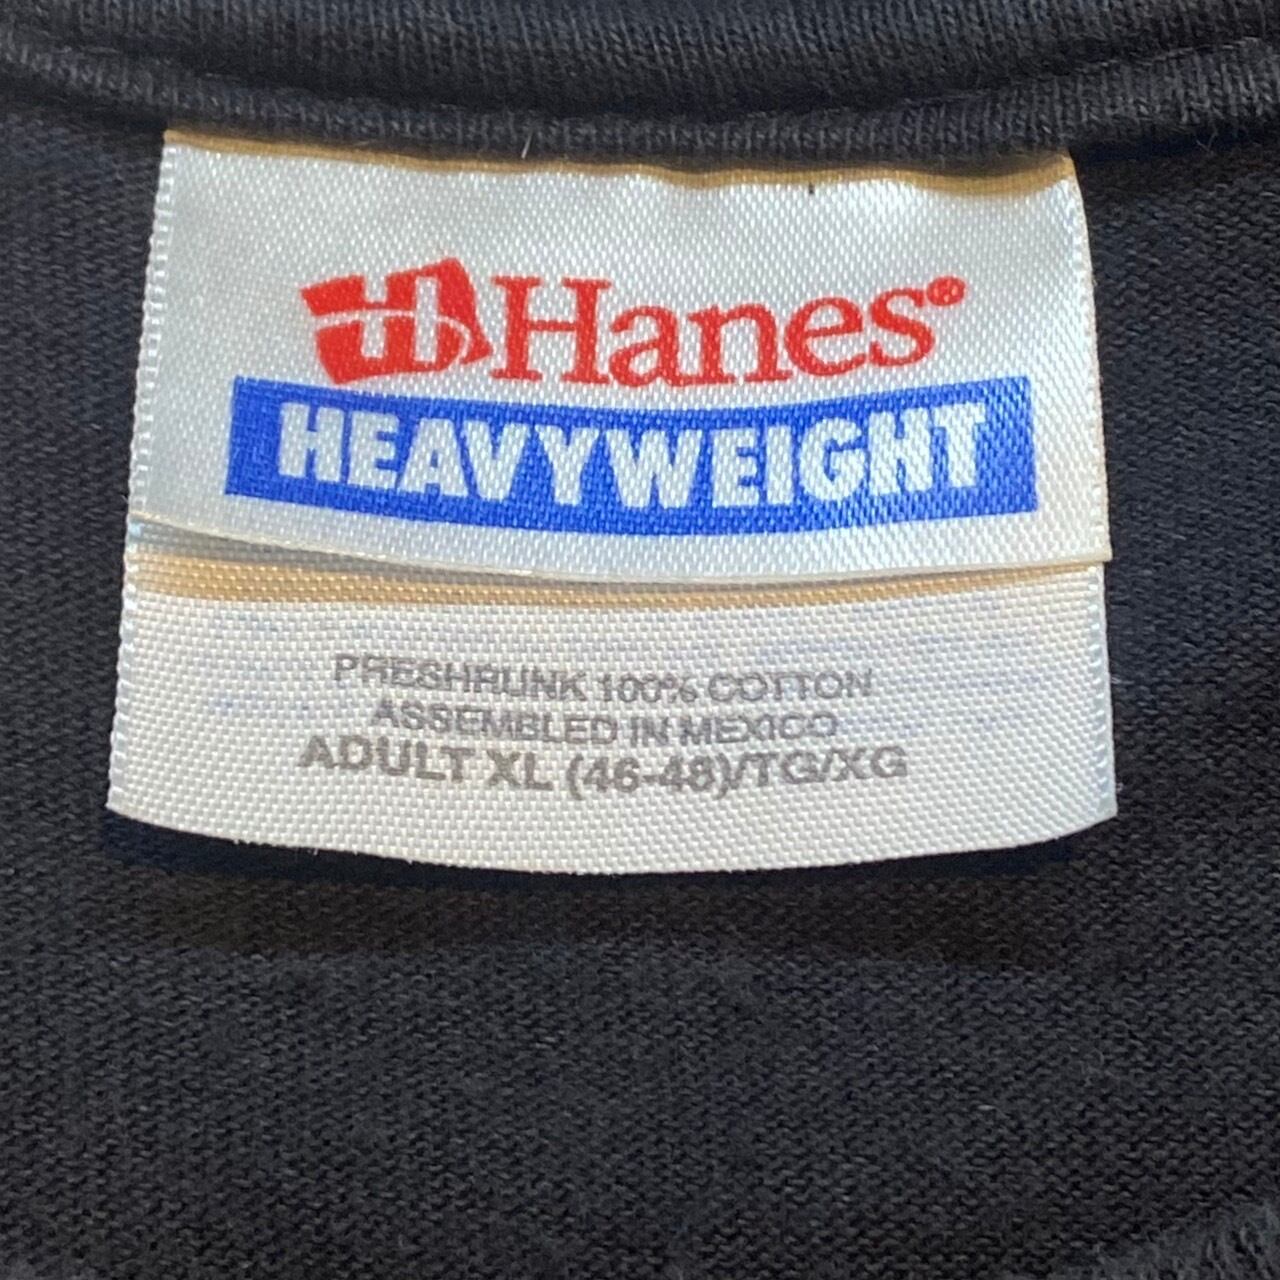 Hanes®
HEAVYWEIGHT
PRESHRUNK 100% COTTON
ASSEMBLED IN MEXICO
ADULT XL (46-48)/TG/XG